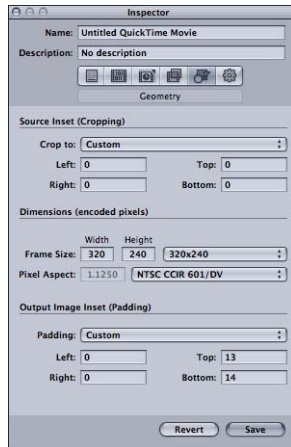 Inspector
Name: Untitled QuickTime Movie
Description: No description
Geometry
Source Inset (Cropping)
Crop to: Custom
Left: 0 Top: 0
Right: 0 Bottom: 0
Dimensions (encoded pixels)
Width Height
Frame Size: 320 240 320x240
Pixel Aspect: 1.1250 NTSC CCIR 601/DV
Output Image Inset (Padding)
Padding: Custom
Left: 0 Top: 13
Right: 0 Bottom: 14
Revert Save